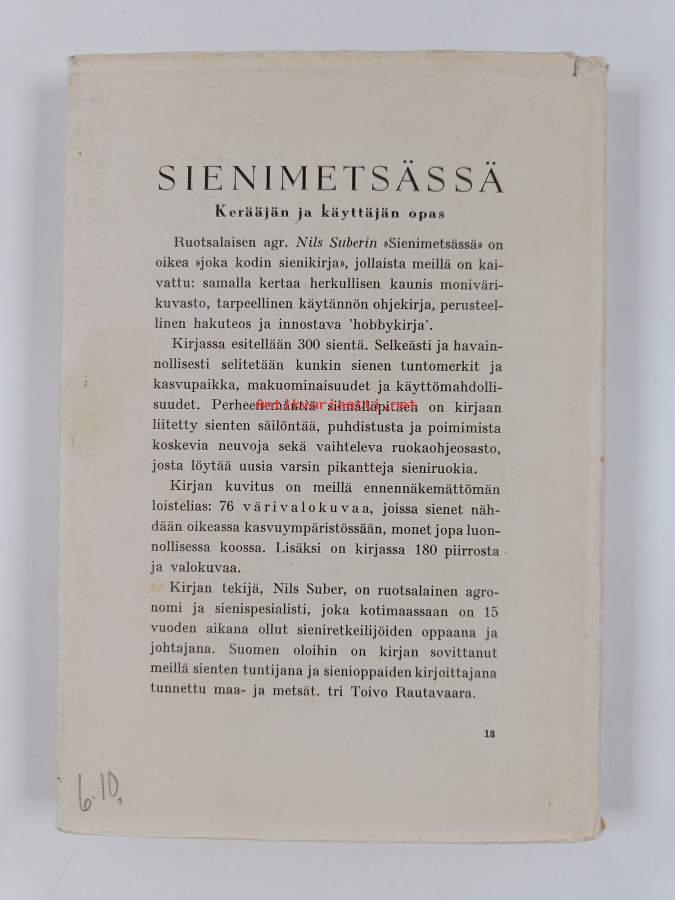 SIENIMETSÄSSÄ
Kerääjän ja käyttäjän opas
Ruotsalaisen agr. Nils Suberin »Sienimetsässä» on
oikea »joka kodin sienikirja», jollaista meillä on kai-
vattu: samalla kertaa herkullisen kaunis moniväri-
kuvasto, tarpeellinen käytännön ohjekirja, perusteel-
linen hakuteos ja innostava 'hobbykirja'.
Kirjassa esitellään 300 sientä. Selkeästi ja havain-
nollisesti selitetään kunkin sienen tuntomerkit ja
kasvupaikka, makuominaisuudet ja käyttömahdolli-
suudet. Perheenemäntiä silmälläpitäen on kirjaan
antikvariaatti.net
liitetty sienten säilöntää, puhdistusta ja poimimista
koskevia neuvoja sekä vaihteleva ruokaohjeosasto,
josta löytää uusia varsin pikantteja sieniruokia.
Kirjan kuvitus on meillä ennennäkemättömän
loistelias: 76 värivalokuvaa, joissa sienet näh-
dään oikeassa kasvuympäristössään, monet jopa luon-
nollisessa koossa. Lisäksi on kirjassa 180 piirrosta
ja valokuvaa.
Kirjan tekijä, Nils Suber, on ruotsalainen agro-
nomi ja sienispesialisti, joka kotimaassaan on 15
vuoden aikana ollut sieniretkeilijöiden oppaana ja
johtajana. Suomen oloihin on kirjan sovittanut
meillä sienten tuntijana ja sienioppaiden kirjoittajana
tunnettu maa- ja metsät. tri Toivo Rautavaara.
18
6.10.